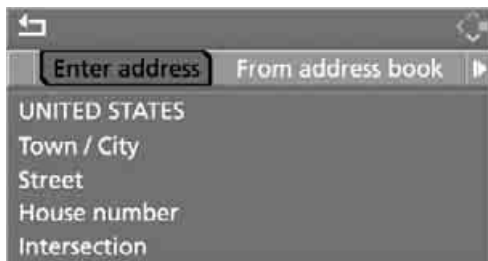 Enter address From address book
UNITED STATES
Town / City
Street
House number
Intersection